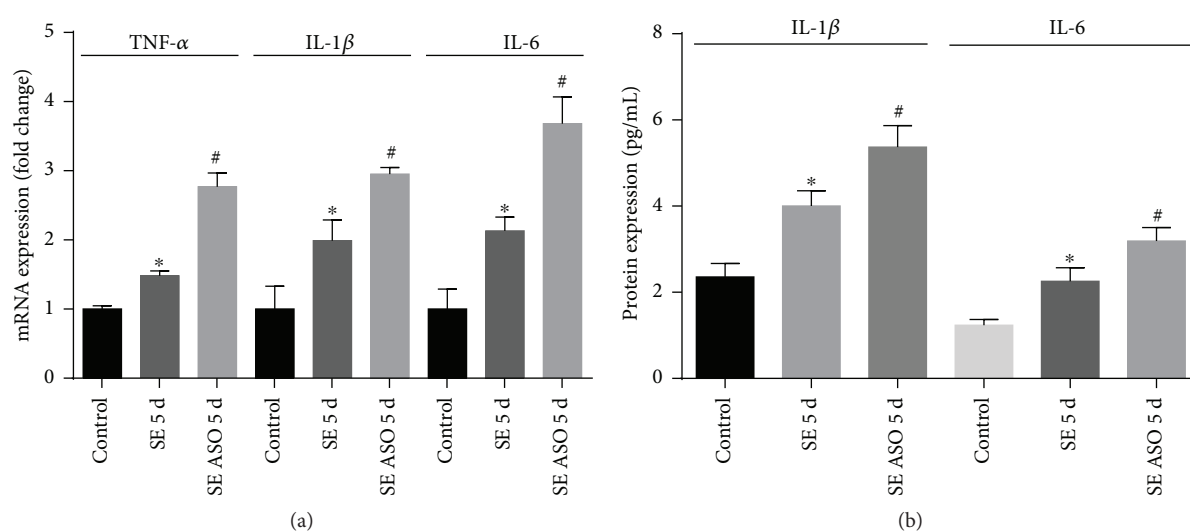 mRNA expression (fold change)
5
4
3
2
1
0
TNF-α
IL-1β
IL-6
*
#
*
#
*
#
Control
SE 5 d
SE ASO 5 d
Control
SE 5 d
SE ASO 5 d
Control
SE 5 d
SE ASO 5 d
(a)
Protein expression (pg/mL)
8
6
4
2
0
IL-1β
IL-6
*
#
*
#
Control
SE 5 d
SE ASO 5 d
Control
SE 5 d
SE ASO 5 d
(b)